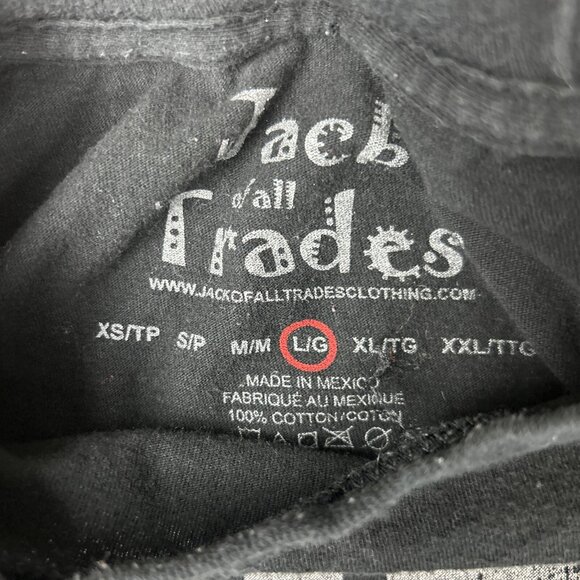 Jack
of all
Trades
WWW.JACKOFALLTRADESCLOTHING.COM
XS/TP S/P M/M L/G XL/TG XXL/TTG
MADE IN MEXICO
FABRIQUÉ AU MEXIQUE
100% COTTON/COTON